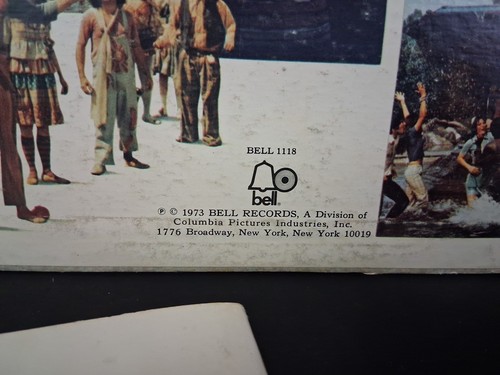 BELL 1118
bell®
℗ © 1973 BELL RECORDS, A Division of
Columbia Pictures Industries, Inc.
1776 Broadway, New York, New York 10019